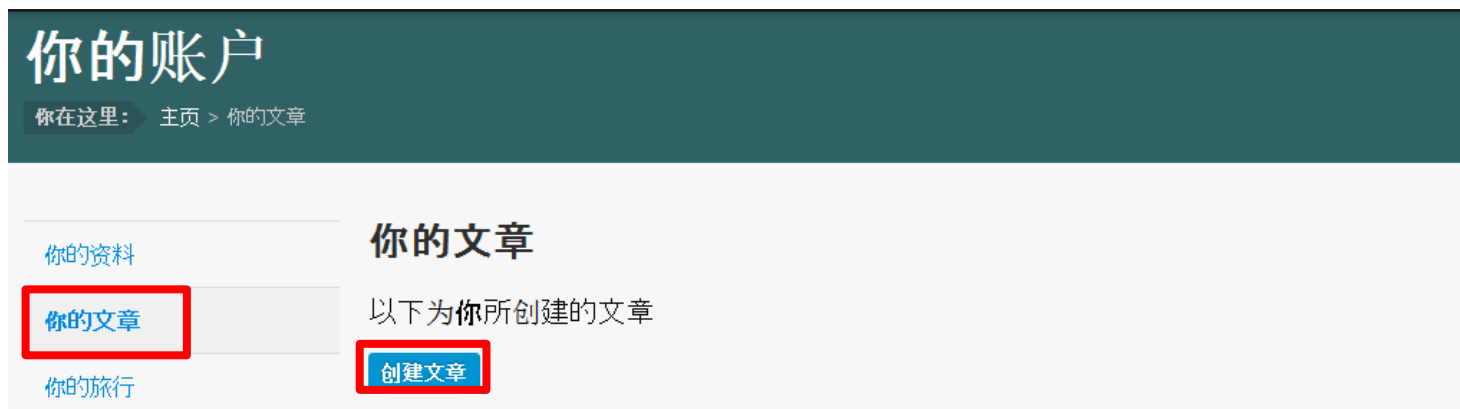 你的账户
你在这里： 主页 > 你的文章
你的资料
你的文章
你的旅行
你的文章
以下为你所创建的文章
创建文章